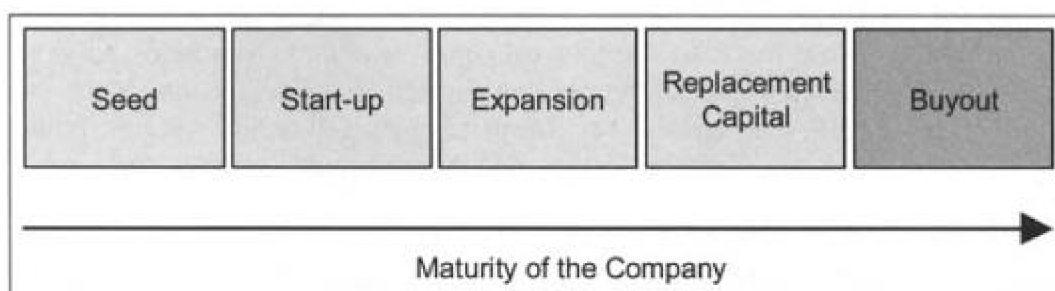 Seed
Start-up
Expansion
Replacement
Capital
Buyout
Maturity of the Company